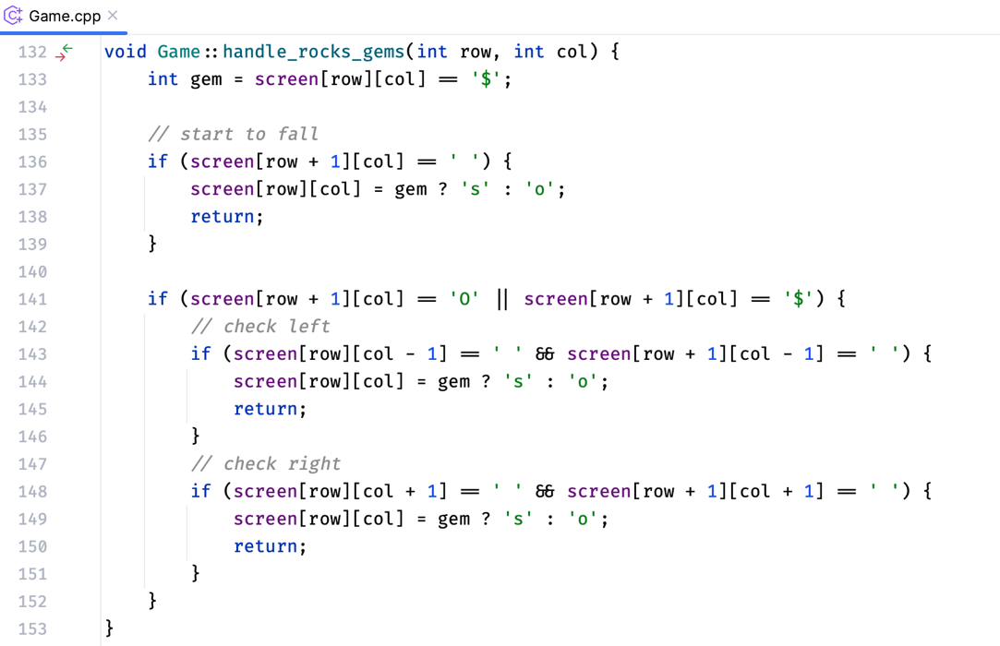 Game.cpp
132 void Game::handle_rocks_gems(int row, int col) {
133     int gem = screen[row][col] == '$';
134
135     // start to fall
136     if (screen[row + 1][col] == ' ') {
137         screen[row][col] = gem ? 's' : 'o';
138         return;
139     }
140
141     if (screen[row + 1][col] == 'O' || screen[row + 1][col] == '$') {
142         // check left
143         if (screen[row][col - 1] == ' ' && screen[row + 1][col - 1] == ' ') {
144             screen[row][col] = gem ? 's' : 'o';
145             return;
146         }
147         // check right
148         if (screen[row][col + 1] == ' ' && screen[row + 1][col + 1] == ' ') {
149             screen[row][col] = gem ? 's' : 'o';
150             return;
151         }
152     }
153 }